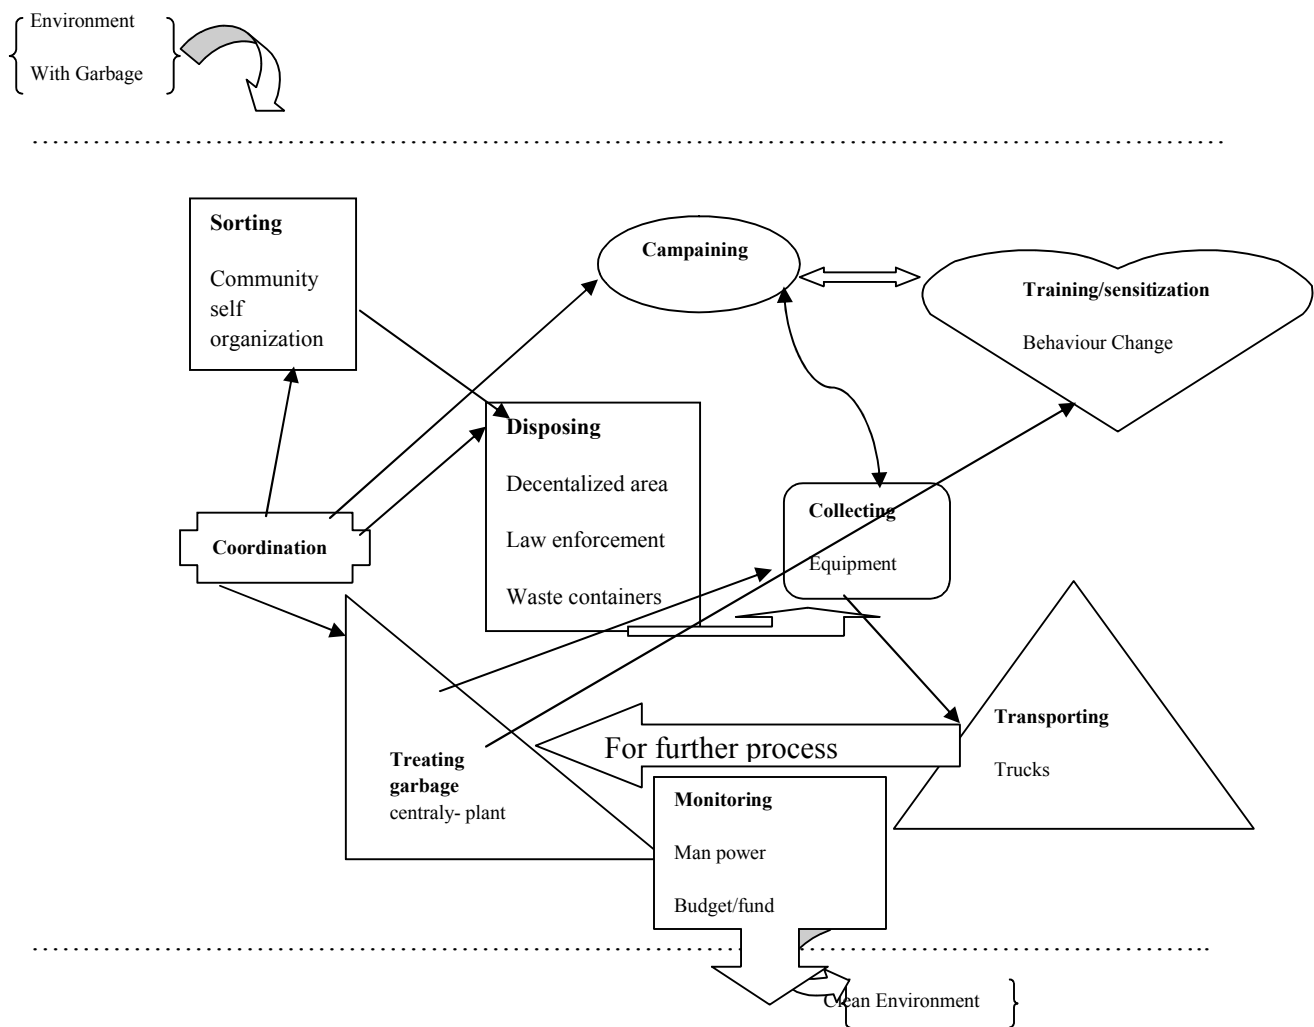 Environment
With Garbage
Sorting
Community
self
organization
Campaining
Training/sensitization
Behaviour Change
Disposing
Decentalized area
Law enforcement
Waste containers
Collecting
Equipment
Coordination
Transporting
Trucks
For further process
Treating
garbage
centraly- plant
Monitoring
Man power
Budget/fund
Clean Environment